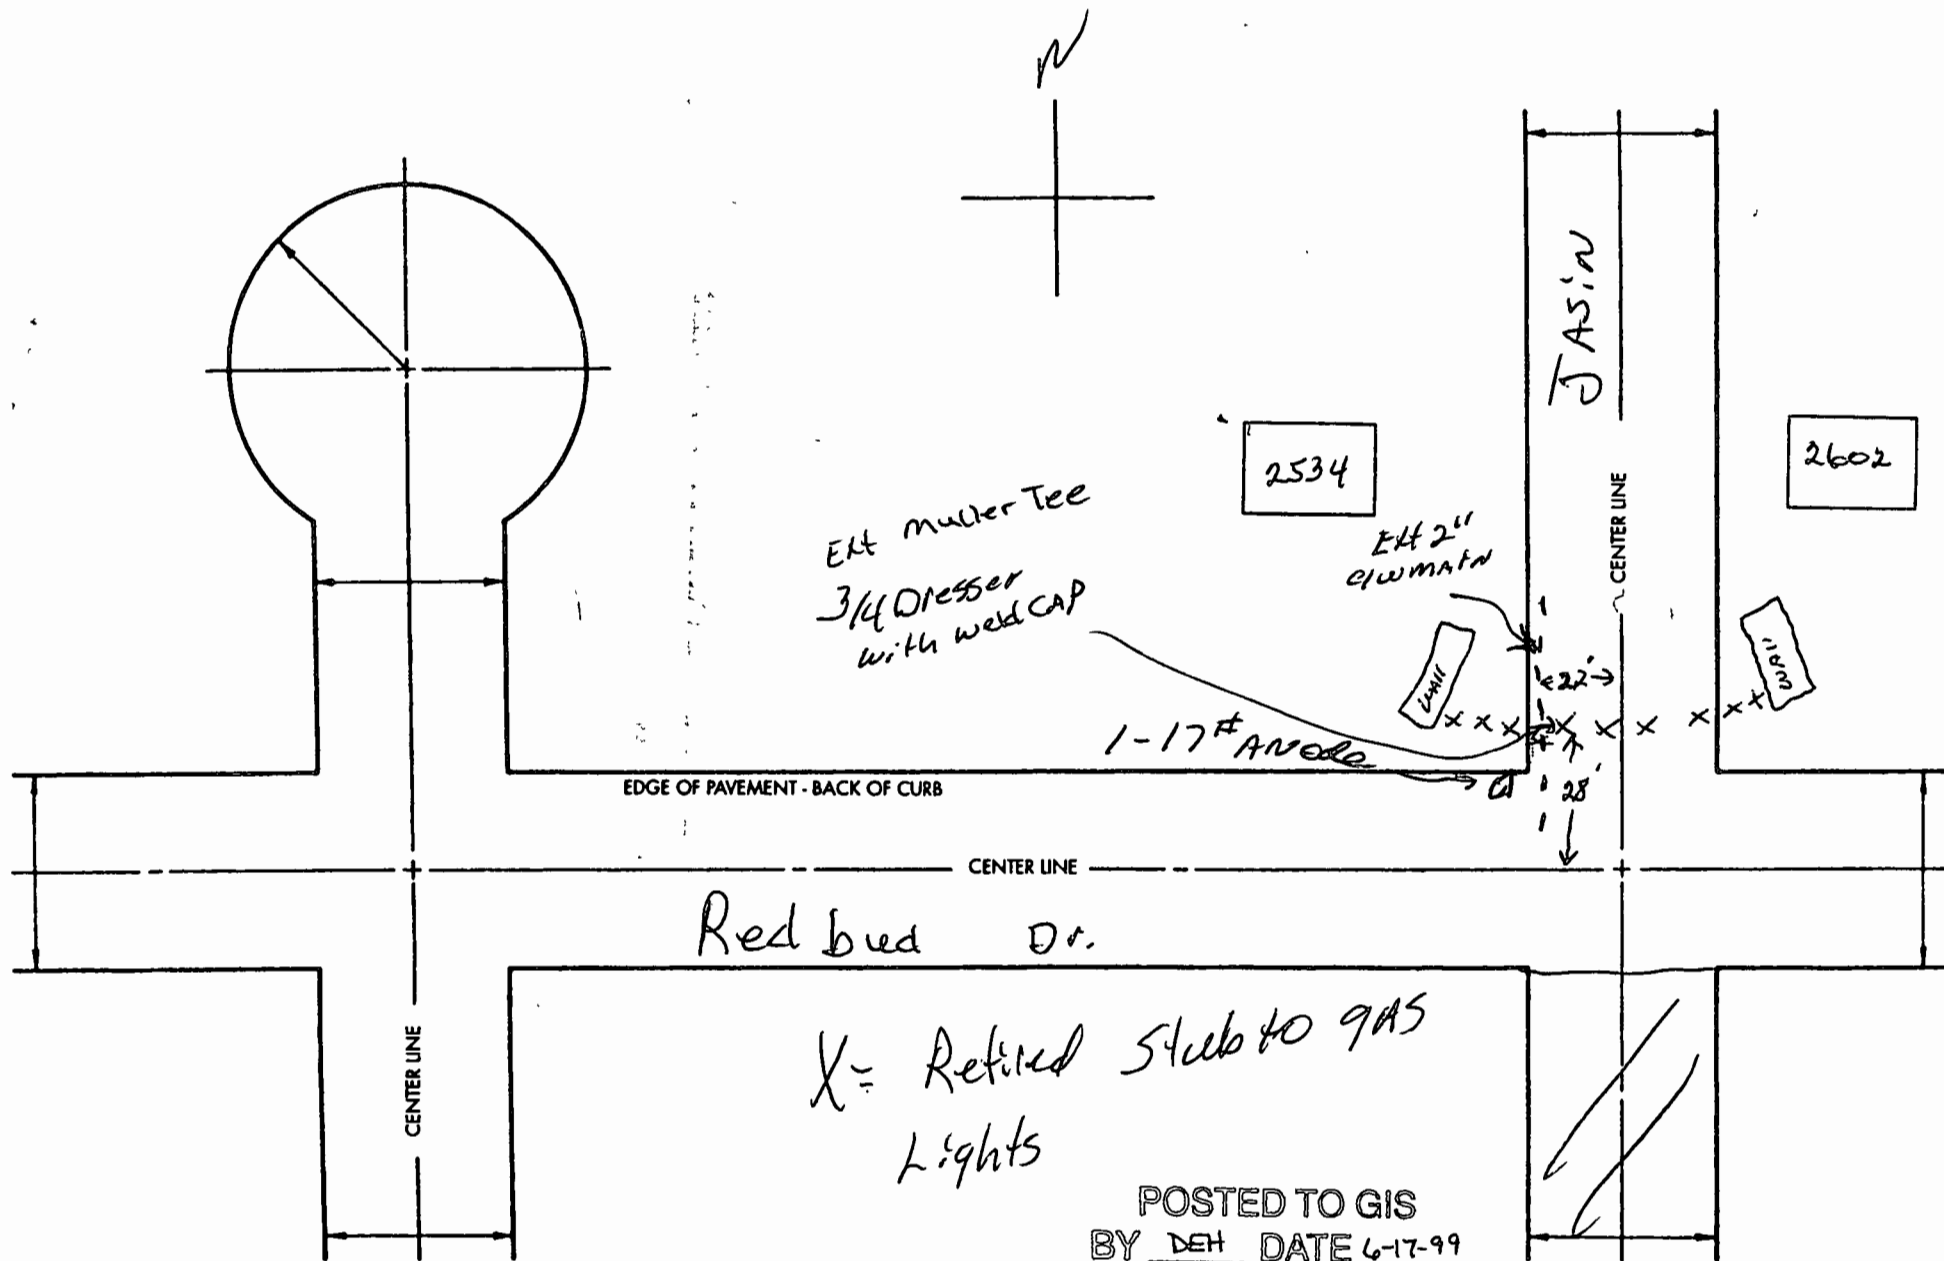 N
JASiN
2534
2602
CENTER LINE
Ext muller Tee
3/4 Dresser
with weld CAP
Ext 2"
c/w mAiN
WAll
WAll
22'
1-17# ANode
28'
EDGE OF PAVEMENT - BACK OF CURB
CENTER LINE
Red bud Dr.
CENTER LINE
X = Retired Stub to gAS
Lights
POSTED TO GIS
BY DEH DATE 6-17-99